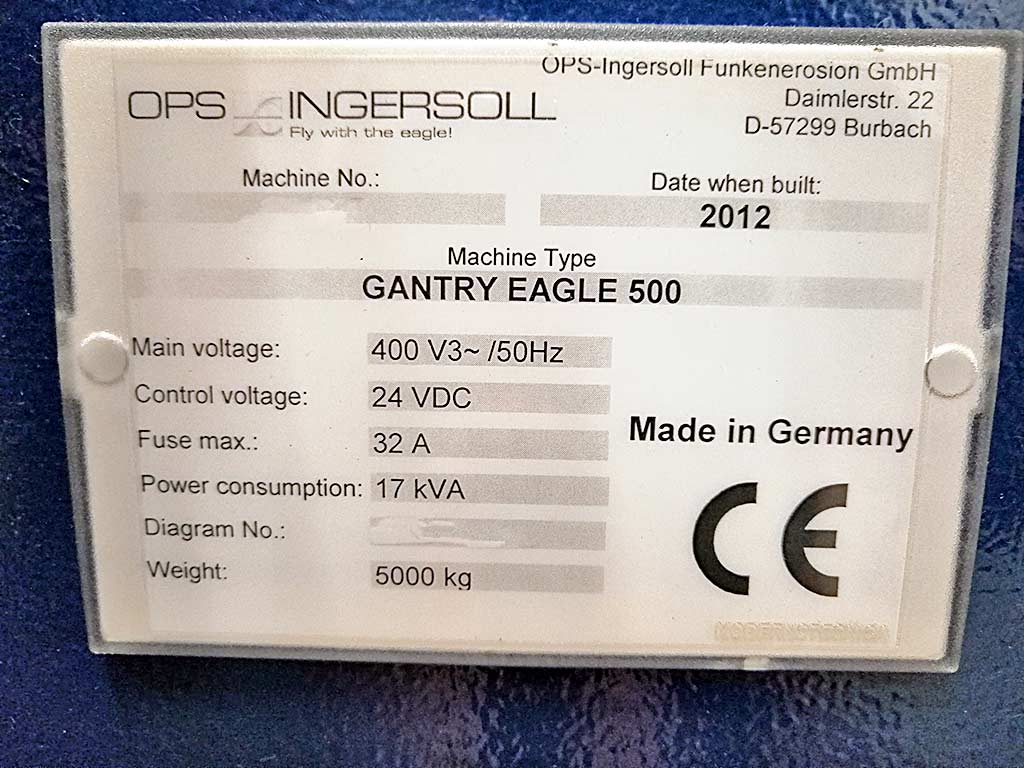 OPS INGERSOLL
Fly with the eagle!
OPS-Ingersoll Funkenerosion GmbH
Daimlerstr. 22
D-57299 Burbach
Machine No.:
Date when built:
2012
Machine Type
GANTRY EAGLE 500
Main voltage: 400 V3~ /50Hz
Control voltage: 24 VDC
Fuse max.: 32 A
Power consumption: 17 kVA
Diagram No.:
Weight: 5000 kg
Made in Germany
CE